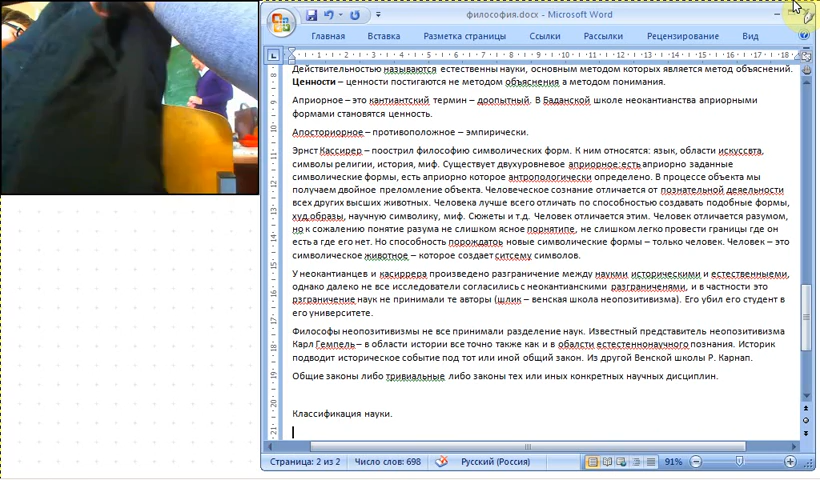 философия.docx - Microsoft Word
Главная Вставка Разметка страницы Ссылки Рассылки Рецензирование Вид
Действительностью называются естественны науки, основным методом которых является метод объяснений.
Ценности – ценности постигаются не методом объяснения а методом понимания.
Априорное – это кантиантский термин – доопытный. В Баданской школе неокантианства априорными
формами становятся ценность.
Апосториорное – противоположное – эмпирически.
Эрнст Кассирер – поострил философию символических форм. К ним относятся: язык, области искуссвта,
символы религии, история, миф. Существует двухуровневое априорное:есть априорно заданные
символические формы, есть априорно которое антропологически определено. В процессе объекта мы
получаем двойное преломление объекта. Человеческое сознание отличается от познательной деяельности
всех других высших животных. Человека лучше всего отличать по способностью создавать подобные формы,
худ,образы, научную символику, миф. Сюжеты и т.д. Человек отличается этим. Человек отличается разумом,
но к сожалению понятие разума не слишком ясное порнятипе, не слишком легко провести границы где он
есть а где его нет. Но способность порождатоь новые символические формы – только человек. Человек – это
символическое животное – которое создает ситсему символов.
У неокантианцев и касиррера произведено разграничение между наукми историческими и естественныеми,
однако далеко не все исследователи согласились с неокантианскими разграниченями, и в частности это
рзграничение наук не принимали те авторы (шлик – венская школа неопозитивизма). Его убил его студент в
его университете.
Философы неопозитивизмы не все принимали разделение наук. Известный представитель неопозитивизма
Карл Гемпель – в области истории все точно также как и в обалсти естестеннонаучного познания. Историк
подводит историческое событие под тот или иной общий закон. Из другой Венской школы Р. Карнап.
Общие законы либо тривиальные либо законы тех или иных конкретных научных дисциплин.
Классификация науки.
Страница: 2 из 2 Число слов: 698 Русский (Россия) 91%